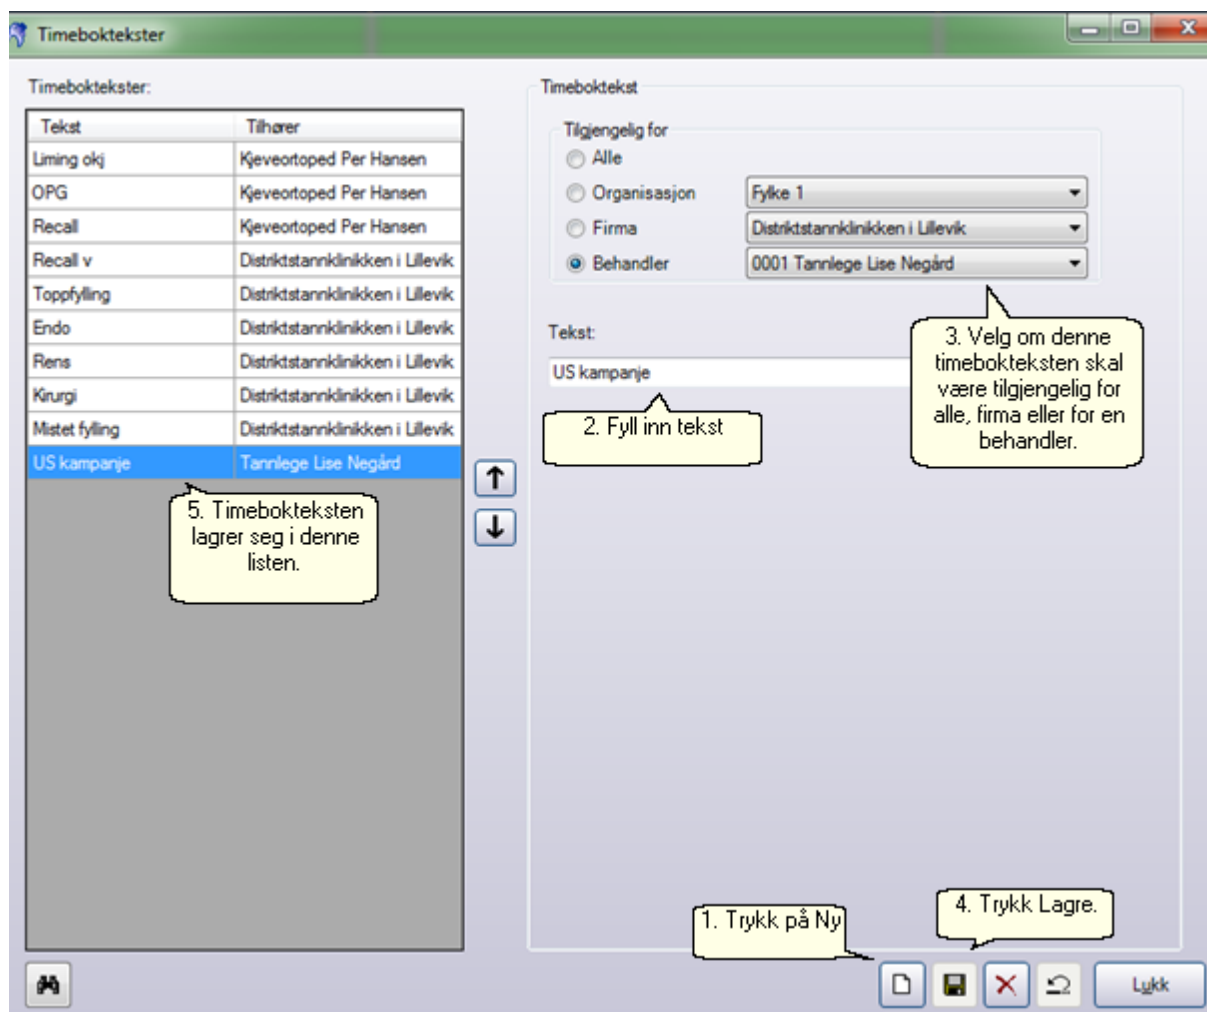 Timeboktekster
Timeboktekster:
Tekst Tilhører
Liming okj Kjeveortoped Per Hansen
OPG Kjeveortoped Per Hansen
Recall Kjeveortoped Per Hansen
Recall v Distriktstannklinikken i Lillevik
Toppfylling Distriktstannklinikken i Lillevik
Endo Distriktstannklinikken i Lillevik
Rens Distriktstannklinikken i Lillevik
Kirurgi Distriktstannklinikken i Lillevik
Mistet fylling Distriktstannklinikken i Lillevik
US kampanje Tannlege Lise Negård
5. Timebokteksten
lagrer seg i denne
listen.
Timeboktekst
Tilgjengelig for
Alle
Organisasjon Fylke 1
Firma Distriktstannklinikken i Lillevik
Behandler 0001 Tannlege Lise Negård
Tekst:
US kampanje
2. Fyll inn tekst
3. Velg om denne
timebokteksten skal
være tilgjengelig for
alle, firma eller for en
behandler.
1. Trykk på Ny
4. Trykk Lagre.
Lukk